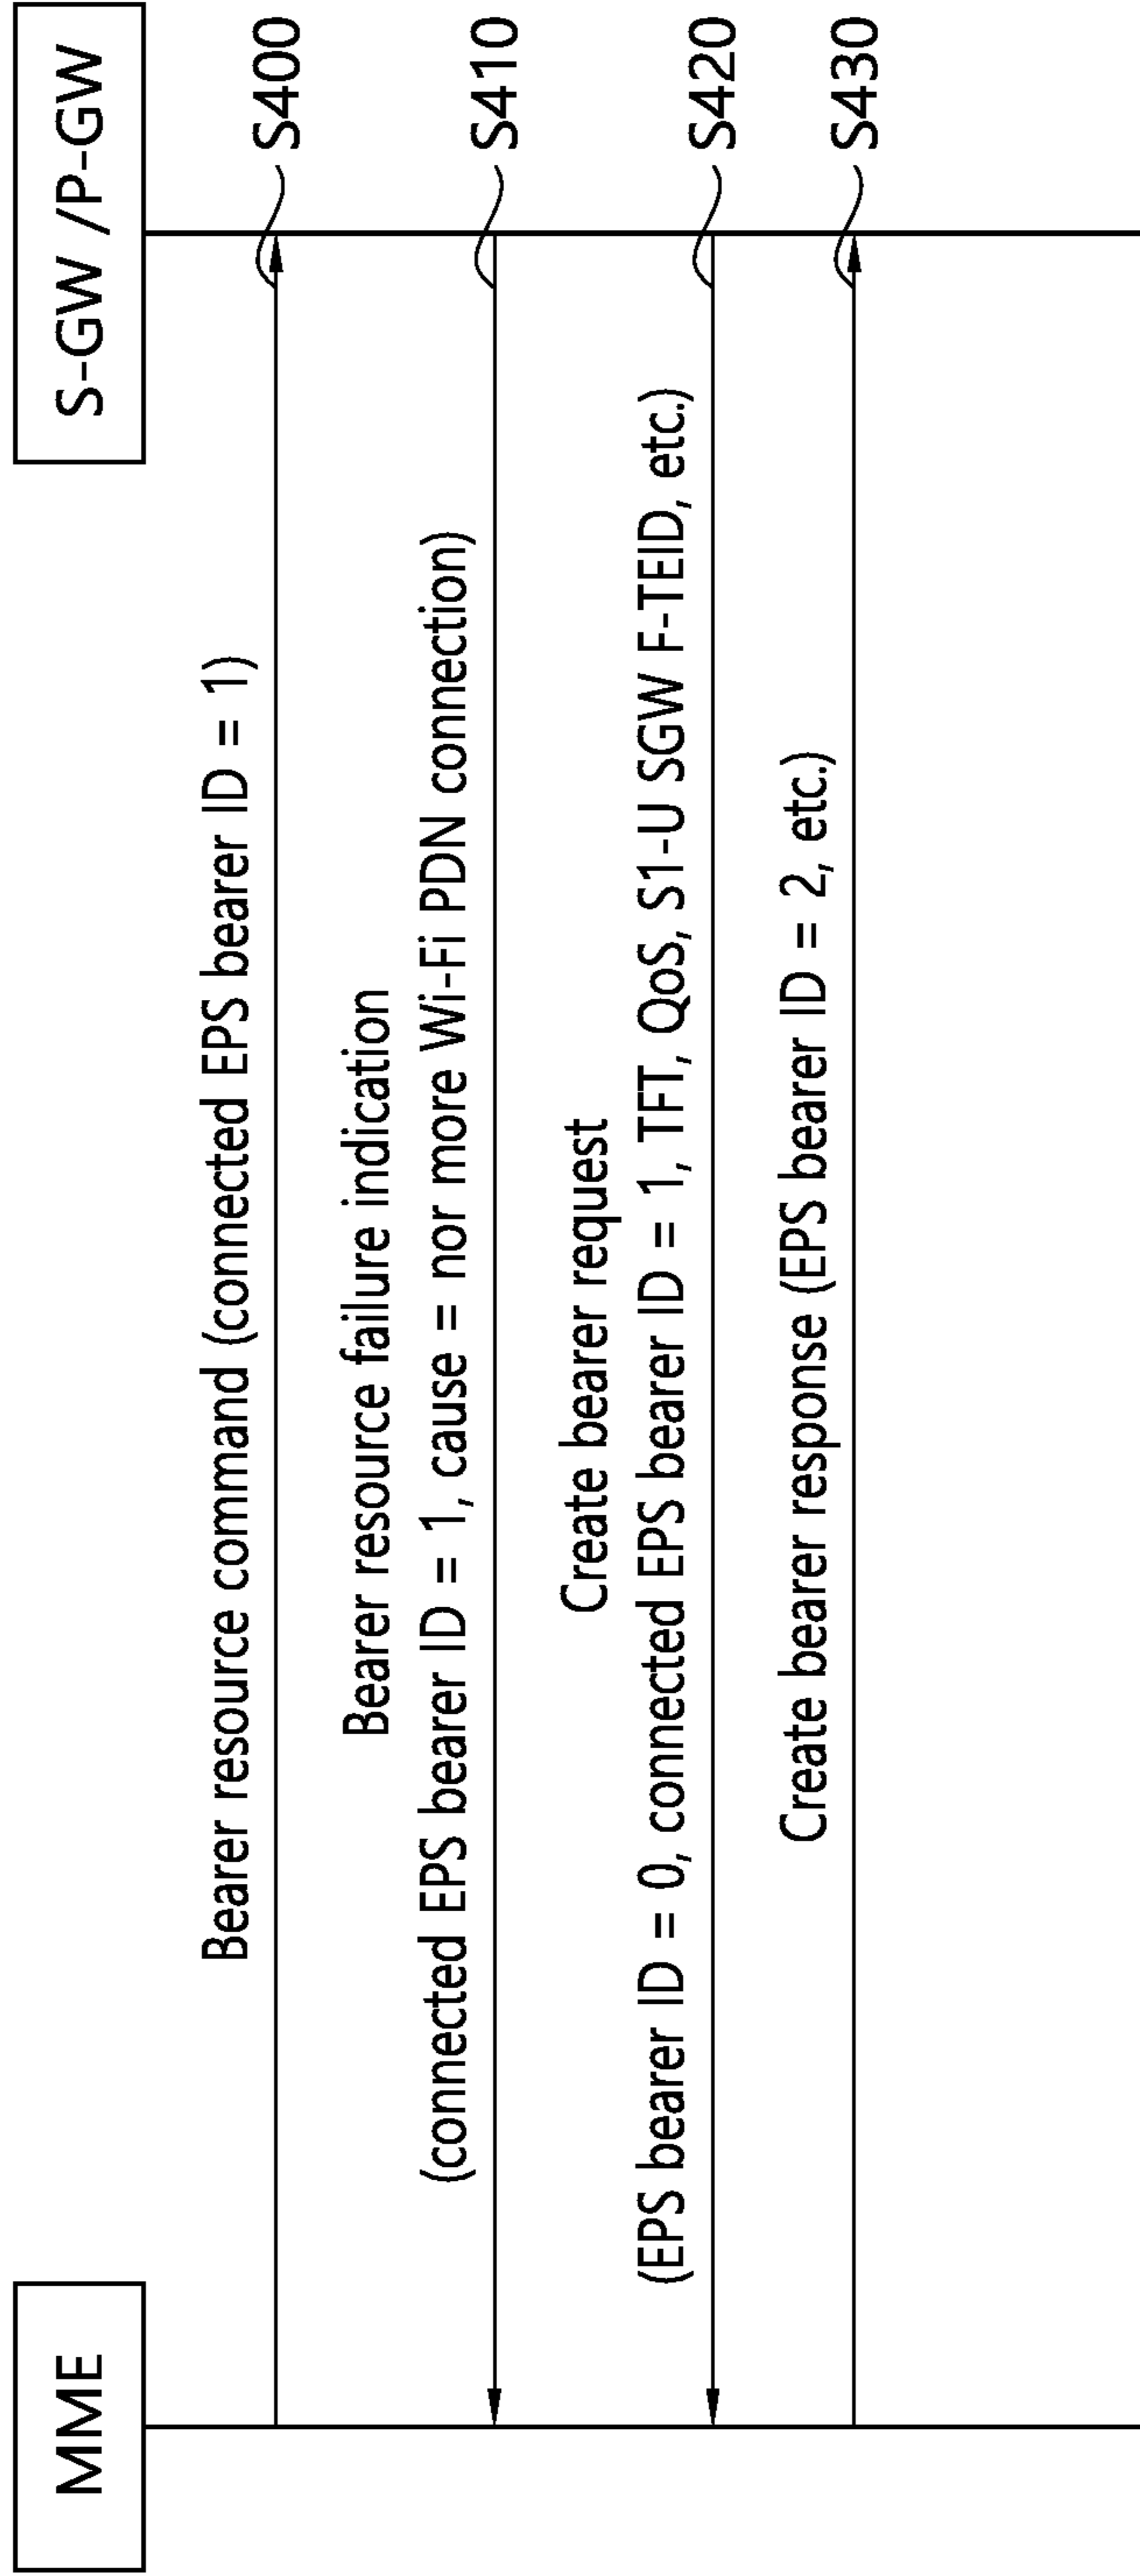 MME
S-GW /P-GW
Bearer resource command (connected EPS bearer ID = 1)
S400
Bearer resource failure indication
(connected EPS bearer ID = 1, cause = nor more Wi-Fi PDN connection)
S410
Create bearer request
(EPS bearer ID = 0, connected EPS bearer ID = 1, TFT, QoS, S1-U SGW F-TEID, etc.)
S420
Create bearer response (EPS bearer ID = 2, etc.)
S430